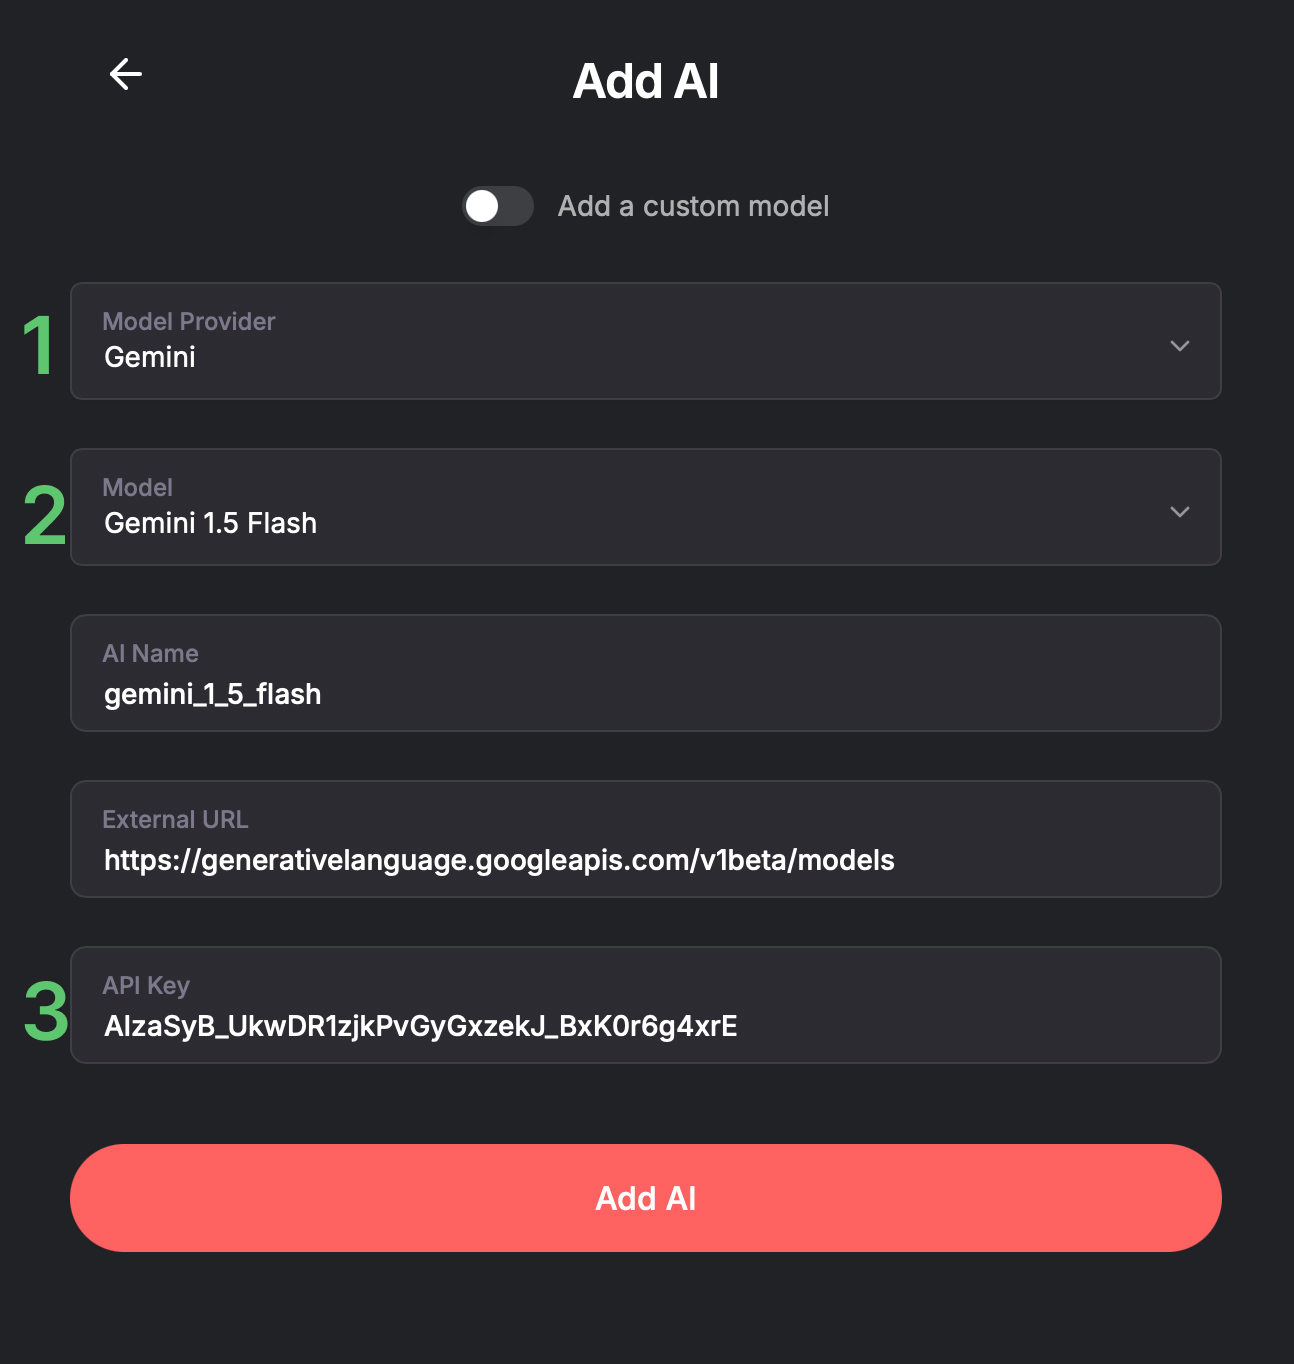 Add AI
Add a custom model
1
Model Provider
Gemini
2
Model
Gemini 1.5 Flash
AI Name
gemini_1_5_flash
External URL
https://generativelanguage.googleapis.com/v1beta/models
3
API Key
AIzaSyB_UkwDR1zjkPvGyGxzekJ_BxK0r6g4xrE
Add AI